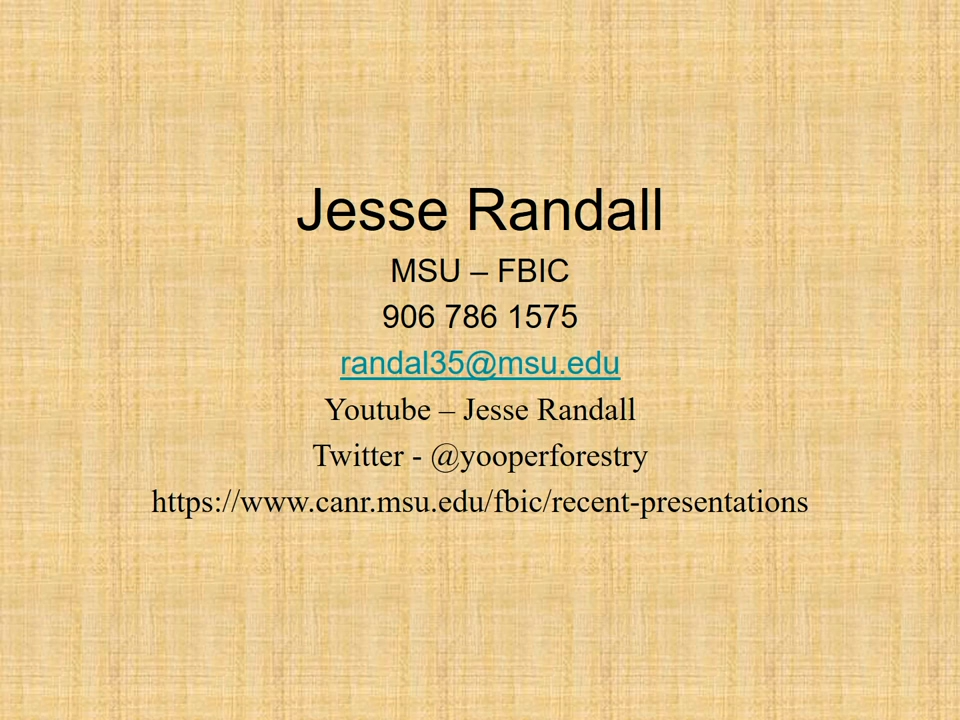 Jesse Randall
MSU – FBIC
906 786 1575
randal35@msu.edu
Youtube – Jesse Randall
Twitter - @yooperforestry
https://www.canr.msu.edu/fbic/recent-presentations